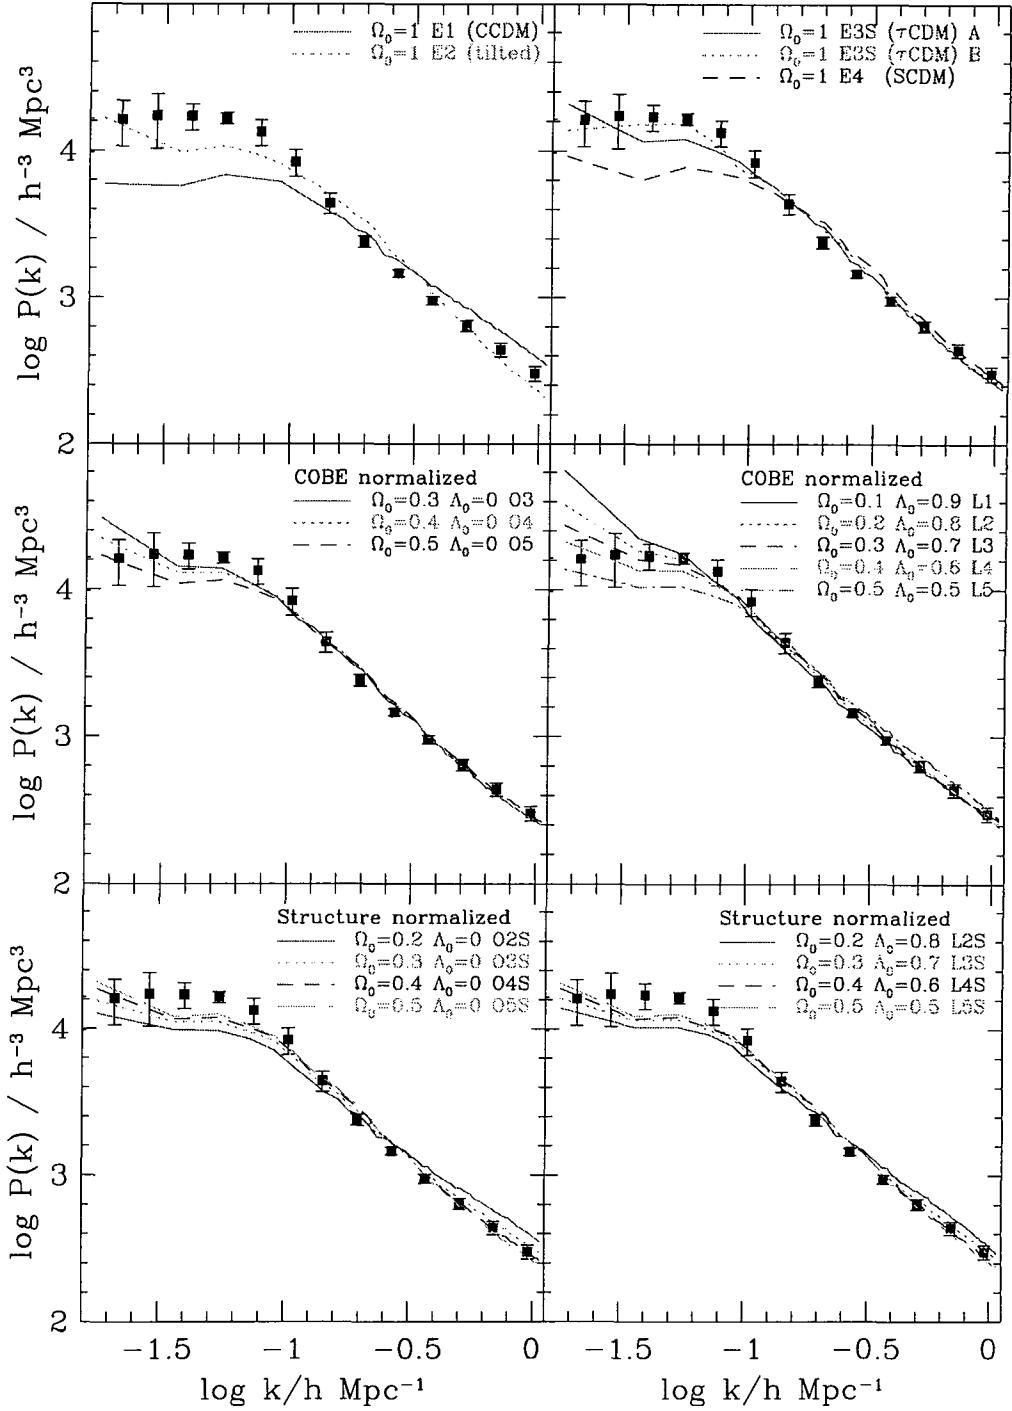 Ω₀=1 E1 (CCDM)
Ω₀=1 E2 (tilted)
Ω₀=1 E3S (τCDM) A
Ω₀=1 E3S (τCDM) B
Ω₀=1 E4 (SCDM)
log P(k) / h⁻³ Mpc³
4
3
2
COBE normalized
Ω₀=0.3 Λ₀=0 O3
Ω₀=0.4 Λ₀=0 O4
Ω₀=0.5 Λ₀=0 O5
COBE normalized
Ω₀=0.1 Λ₀=0.9 L1
Ω₀=0.2 Λ₀=0.8 L2
Ω₀=0.3 Λ₀=0.7 L3
Ω₀=0.4 Λ₀=0.6 L4
Ω₀=0.5 Λ₀=0.5 L5
log P(k) / h⁻³ Mpc³
4
3
2
Structure normalized
Ω₀=0.2 Λ₀=0 O2S
Ω₀=0.3 Λ₀=0 O3S
Ω₀=0.4 Λ₀=0 O4S
Ω₀=0.5 Λ₀=0 O5S
Structure normalized
Ω₀=0.2 Λ₀=0.8 L2S
Ω₀=0.3 Λ₀=0.7 L3S
Ω₀=0.4 Λ₀=0.6 L4S
Ω₀=0.5 Λ₀=0.5 L5S
log P(k) / h⁻³ Mpc³
4
3
2
−1.5 −1 −0.5 0
−1.5 −1 −0.5 0
log k/h Mpc⁻¹
log k/h Mpc⁻¹